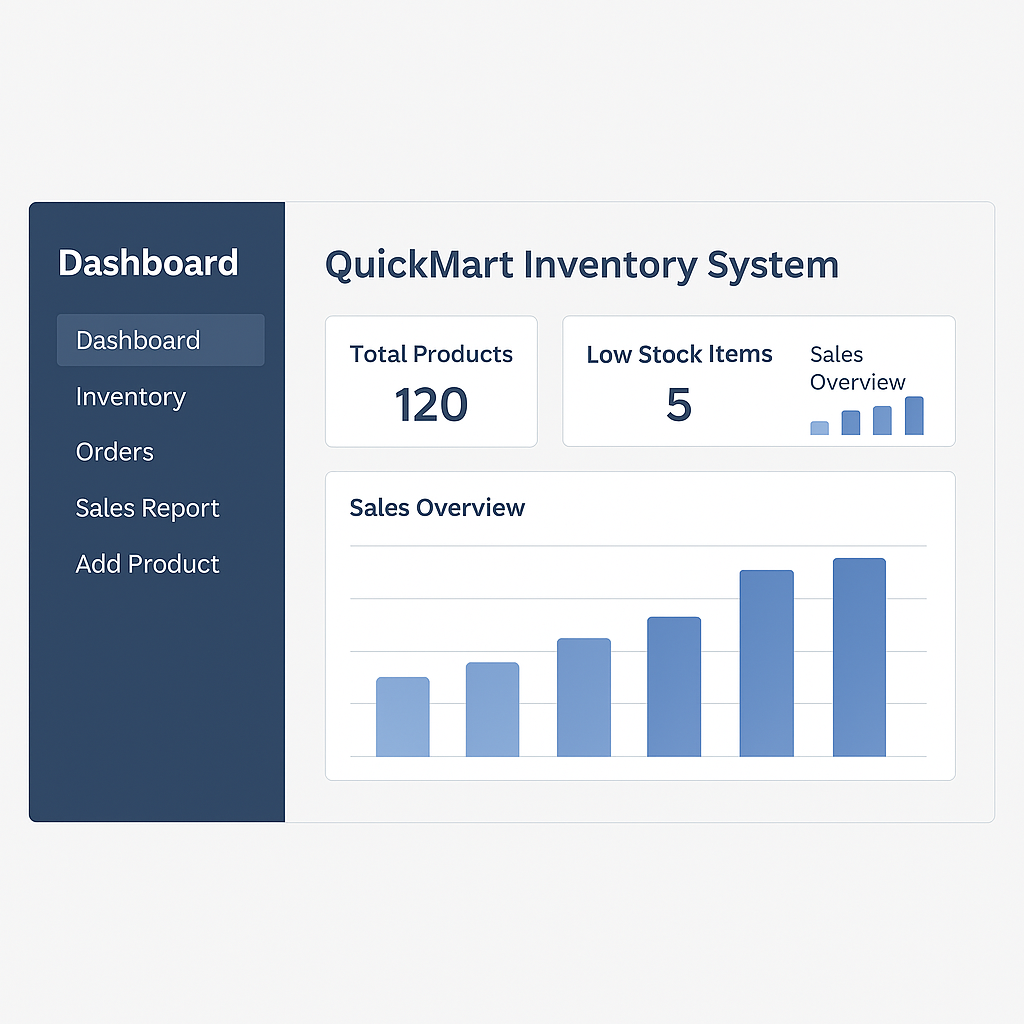 Dashboard
Dashboard
Inventory
Orders
Sales Report
Add Product
QuickMart Inventory System
Total Products
120
Low Stock Items
5
Sales
Overview
Sales Overview